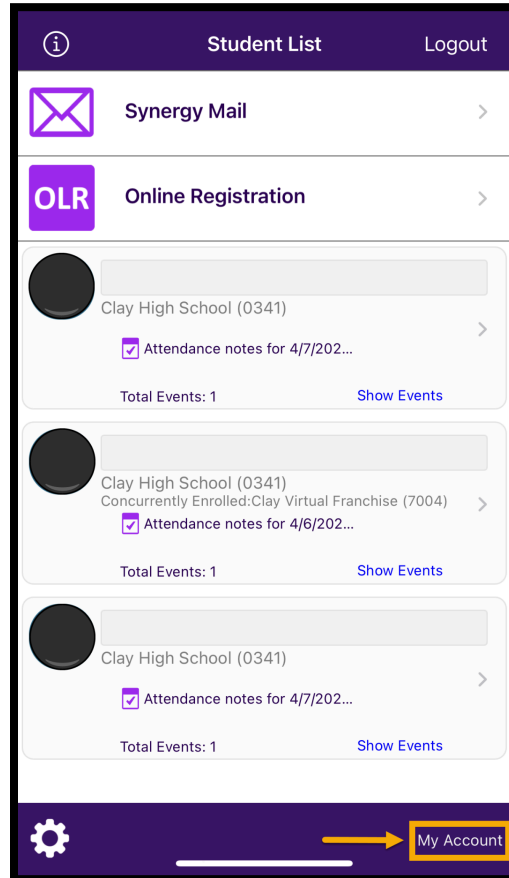 Student List
Logout
Synergy Mail
OLR
Online Registration
Clay High School (0341)
Attendance notes for 4/7/202...
Total Events: 1
Show Events
Clay High School (0341)
Concurrently Enrolled:Clay Virtual Franchise (7004)
Attendance notes for 4/6/202...
Total Events: 1
Show Events
Clay High School (0341)
Attendance notes for 4/7/202...
Total Events: 1
Show Events
My Account